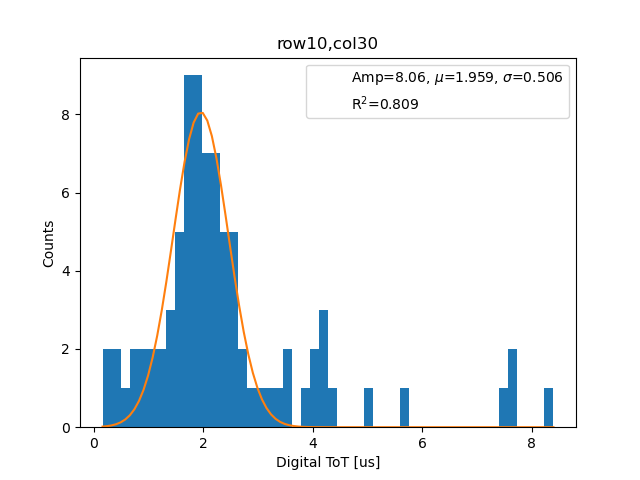 row10,col30
Amp=8.06, μ=1.959, σ=0.506
R²=0.809
Counts
8
6
4
2
0
0 2 4 6 8
Digital ToT [us]